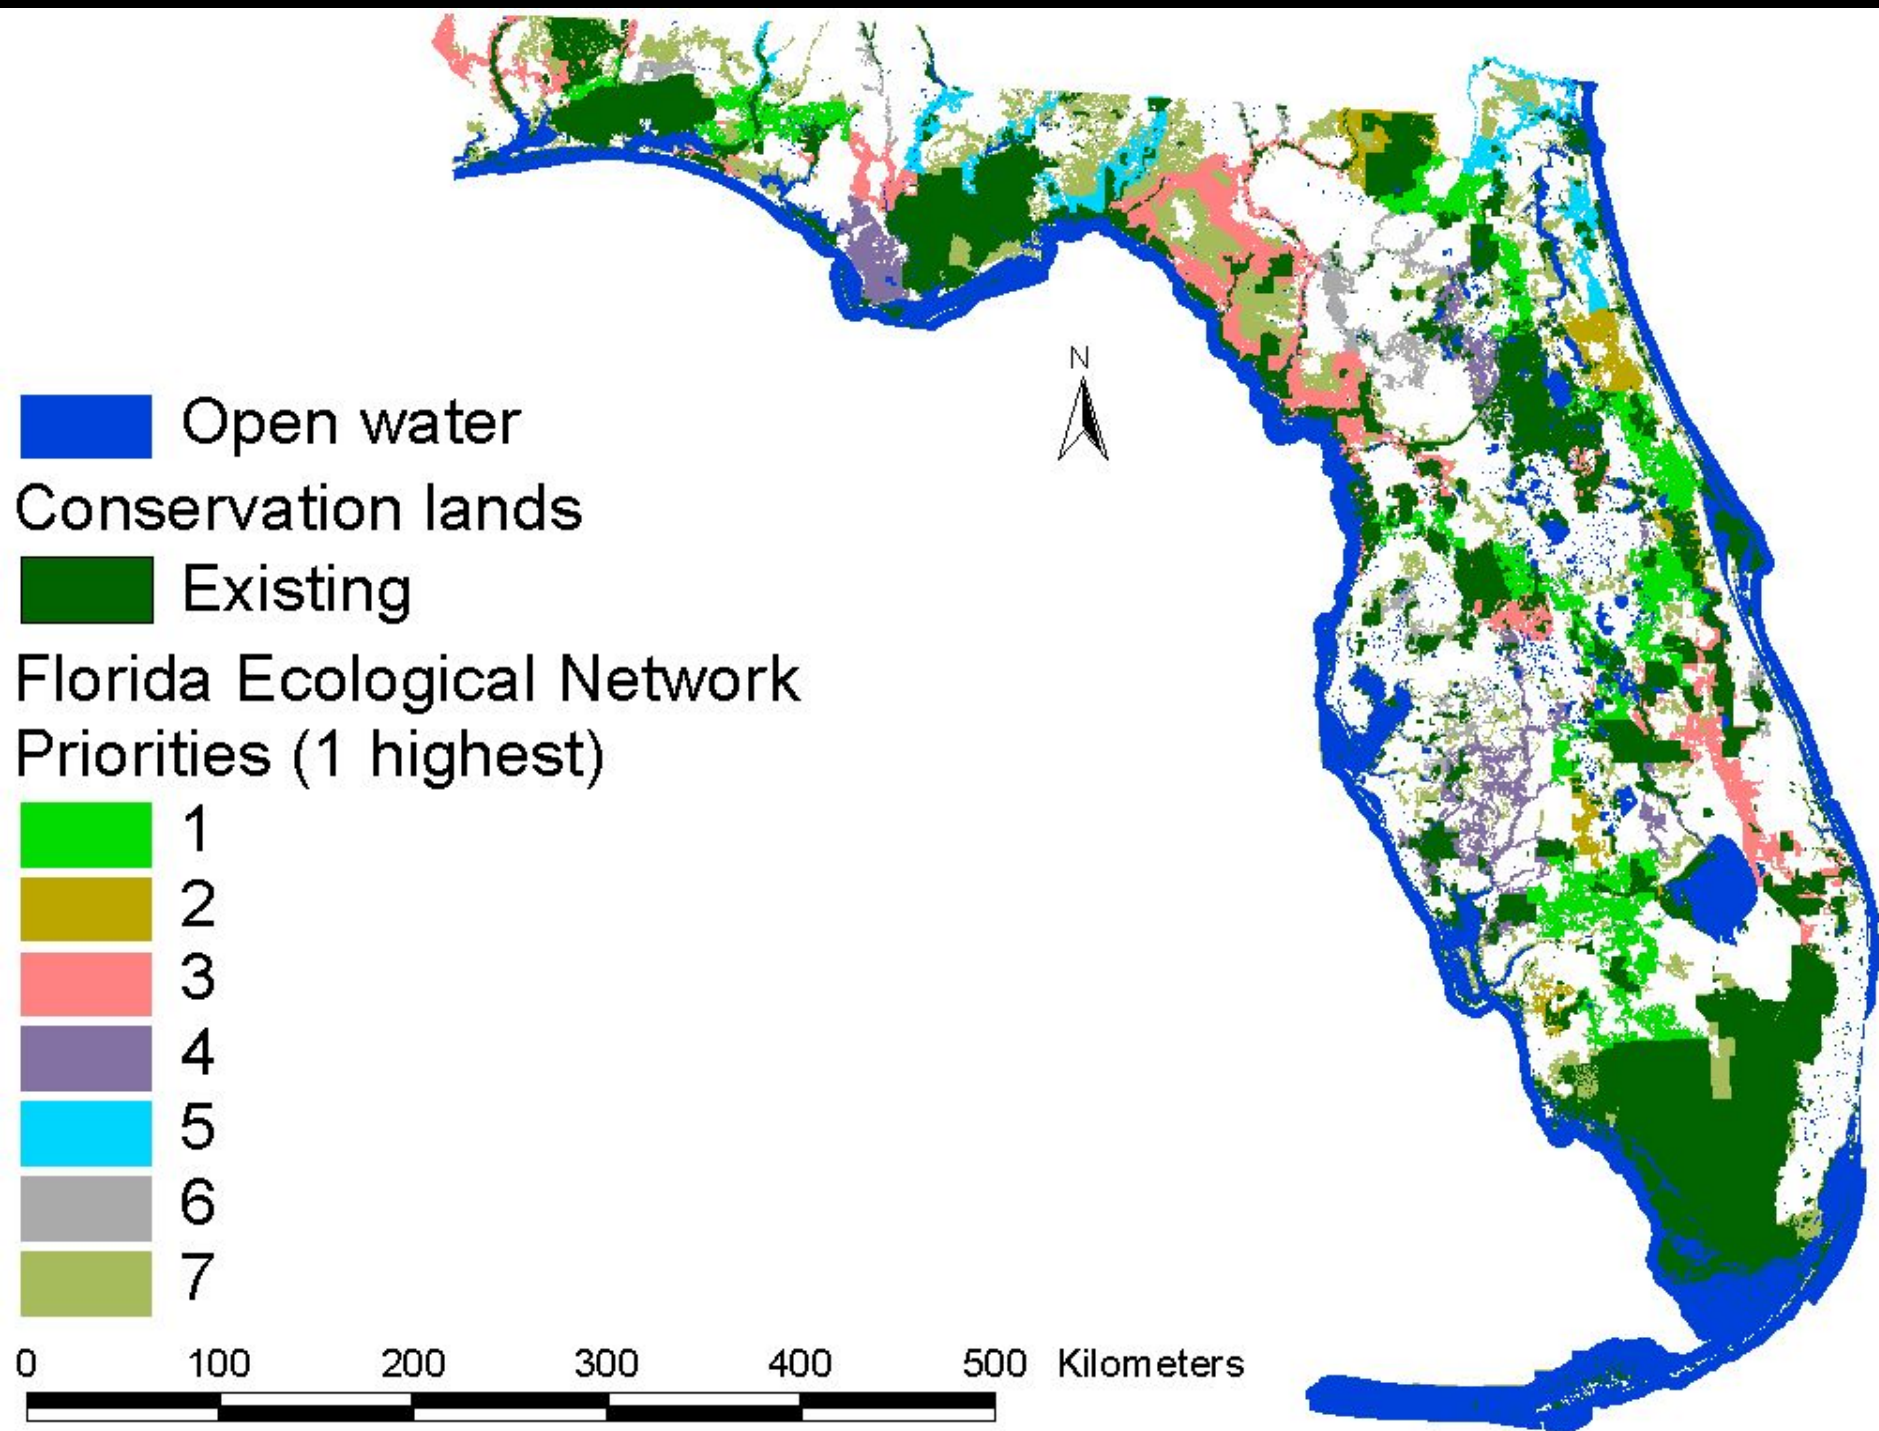 N
Open water
Conservation lands
Existing
Florida Ecological Network
Priorities (1 highest)
1
2
3
4
5
6
7
0 100 200 300 400 500 Kilometers